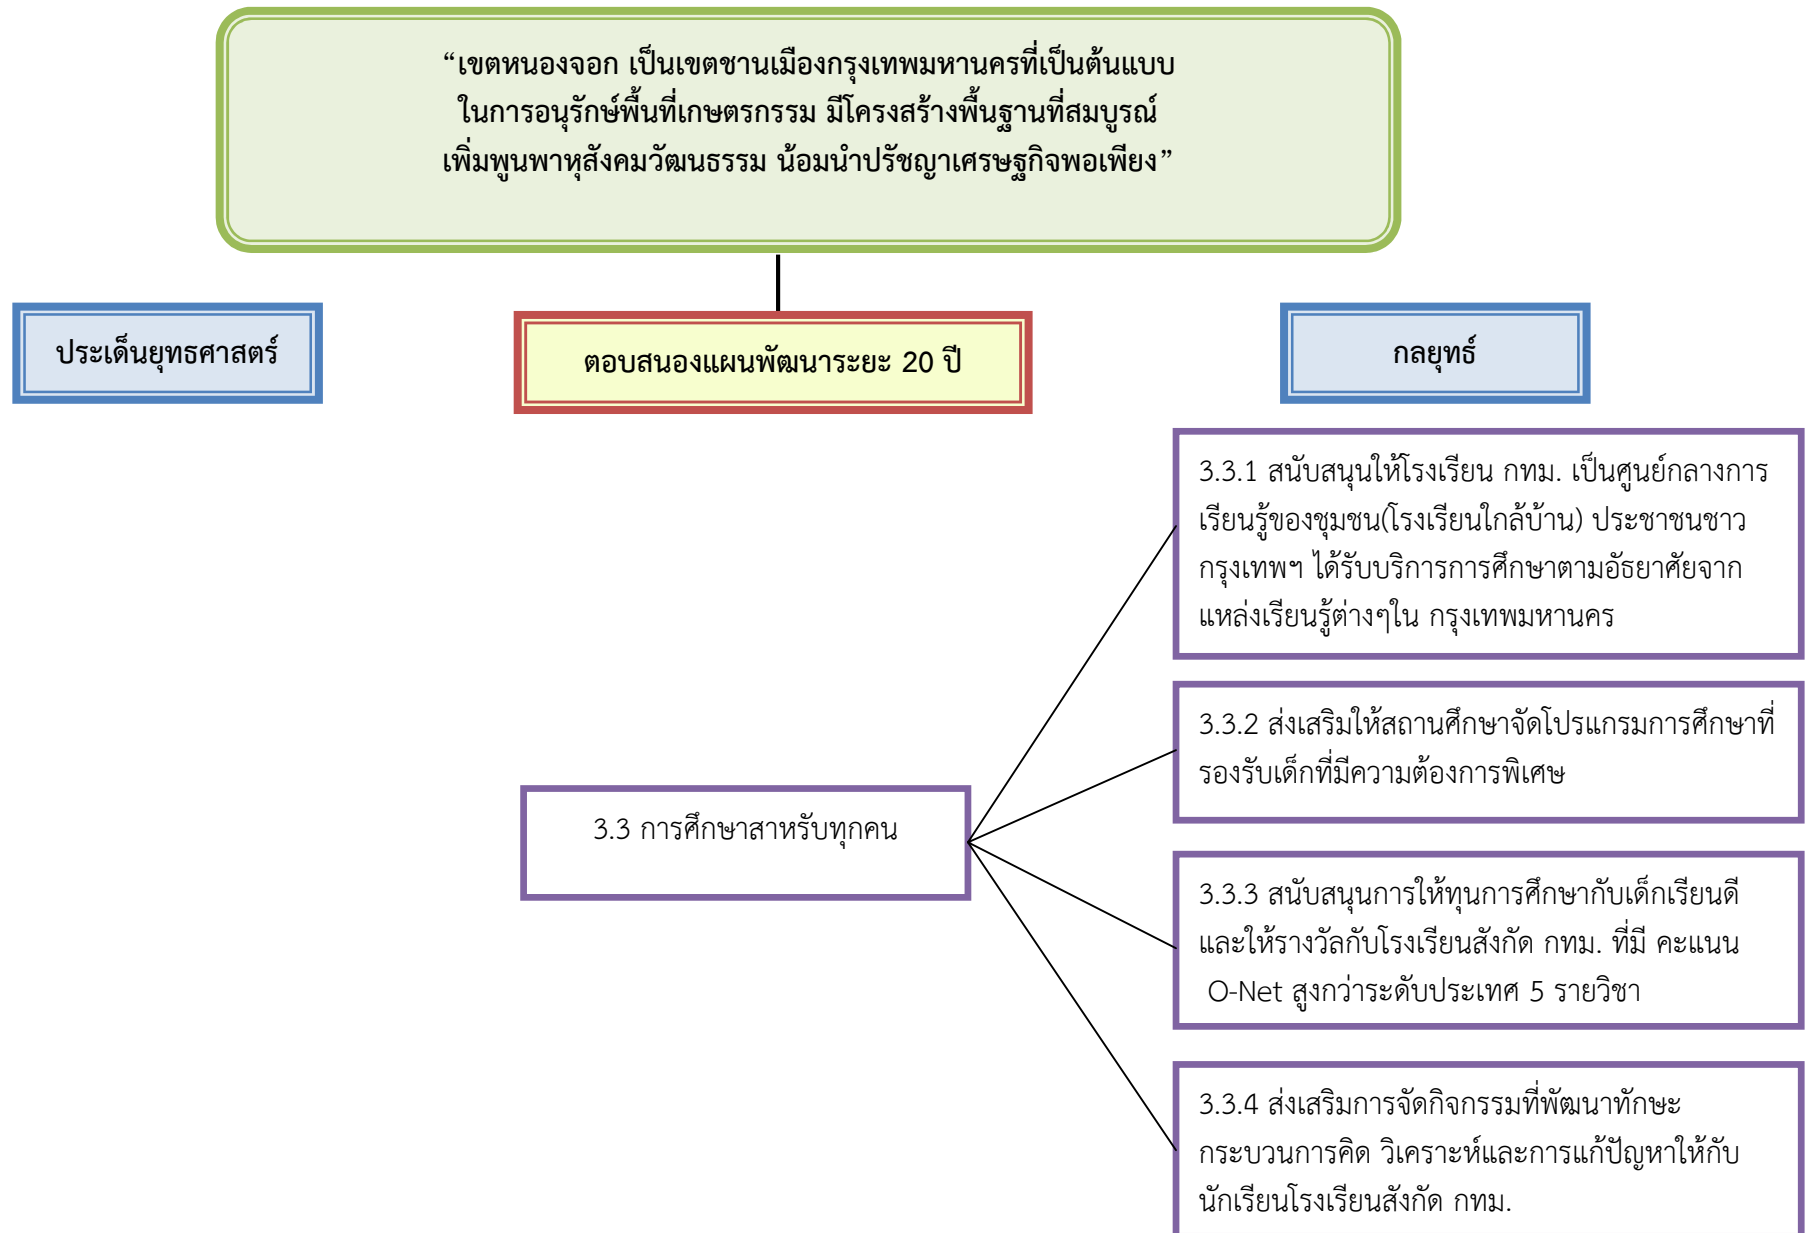 “เขตหนองจอก เป็นเขตชานเมืองกรุงเทพมหานครที่เป็นต้นแบบ
ในการอนุรักษ์พื้นที่เกษตรกรรม มีโครงสร้างพื้นฐานที่สมบูรณ์
เพิ่มพูนพาหุสังคมวัฒนธรรม น้อมนำปรัชญาเศรษฐกิจพอเพียง”
ประเด็นยุทธศาสตร์
ตอบสนองแผนพัฒนาระยะ 20 ปี
กลยุทธ์
3.3 การศึกษาสาหรับทุกคน
3.3.1 สนับสนุนให้โรงเรียน กทม. เป็นศูนย์กลางการ
เรียนรู้ของชุมชน(โรงเรียนใกล้บ้าน) ประชาชนชาว
กรุงเทพฯ ได้รับบริการการศึกษาตามอัธยาศัยจาก
แหล่งเรียนรู้ต่างๆใน กรุงเทพมหานคร
3.3.2 ส่งเสริมให้สถานศึกษาจัดโปรแกรมการศึกษาที่
รองรับเด็กที่มีความต้องการพิเศษ
3.3.3 สนับสนุนการให้ทุนการศึกษากับเด็กเรียนดี
และให้รางวัลกับโรงเรียนสังกัด กทม. ที่มี คะแนน
O-Net สูงกว่าระดับประเทศ 5 รายวิชา
3.3.4 ส่งเสริมการจัดกิจกรรมที่พัฒนาทักษะ
กระบวนการคิด วิเคราะห์และการแก้ปัญหาให้กับ
นักเรียนโรงเรียนสังกัด กทม.